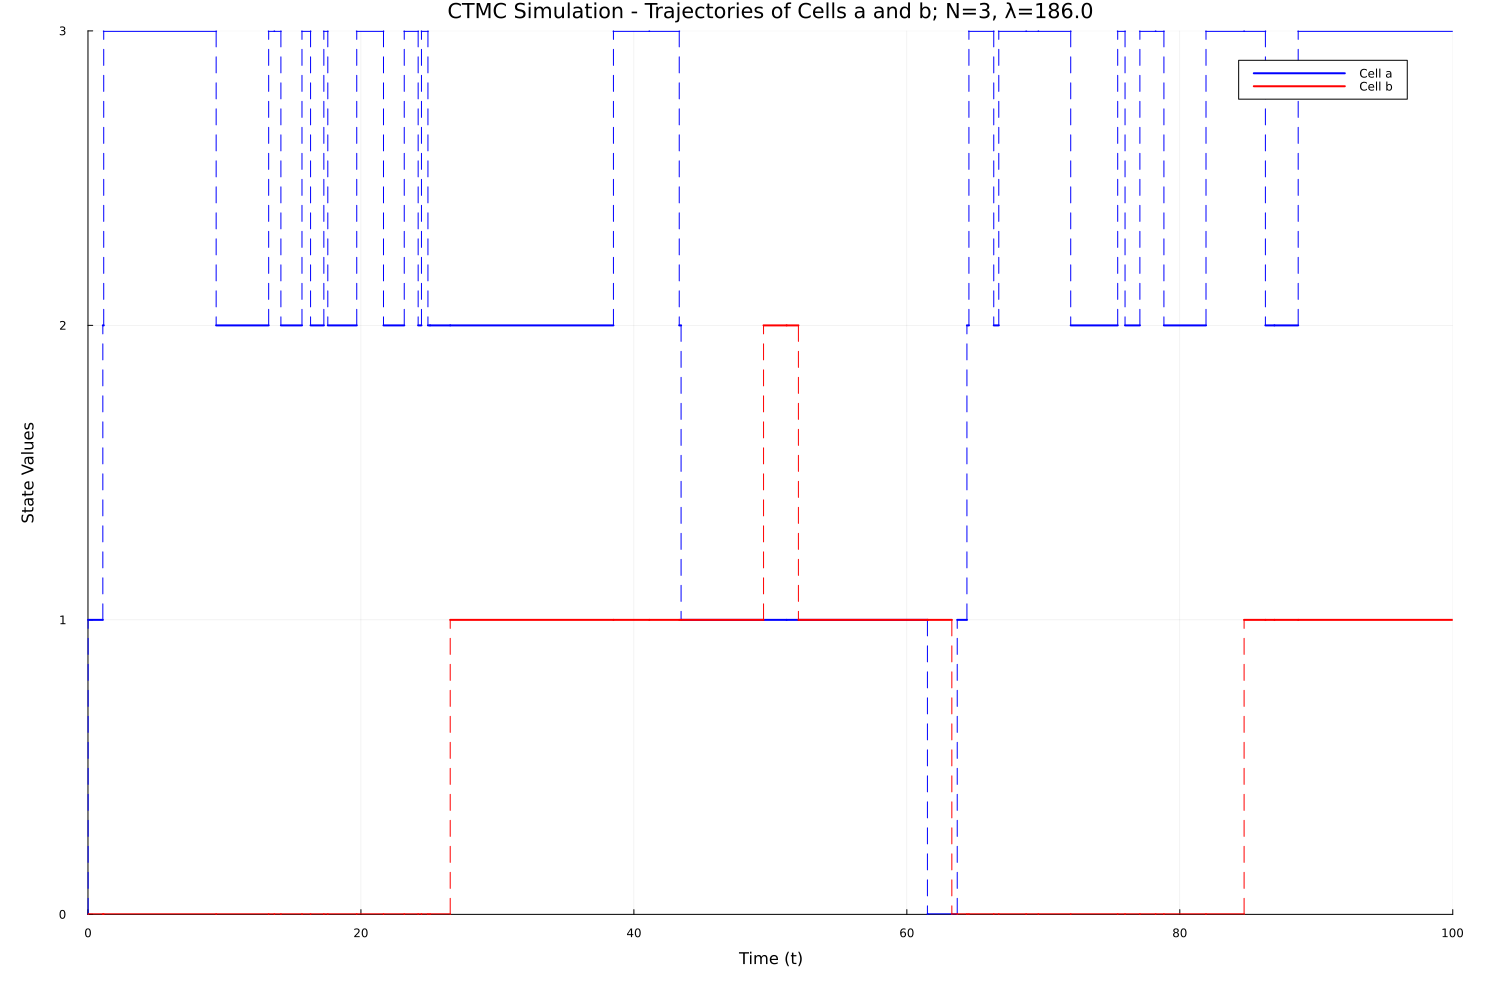 CTMC Simulation - Trajectories of Cells a and b; N=3, λ=186.0
3
Cell a
Cell b
2
State Values
1
0
0 20 40 60 80 100
Time (t)